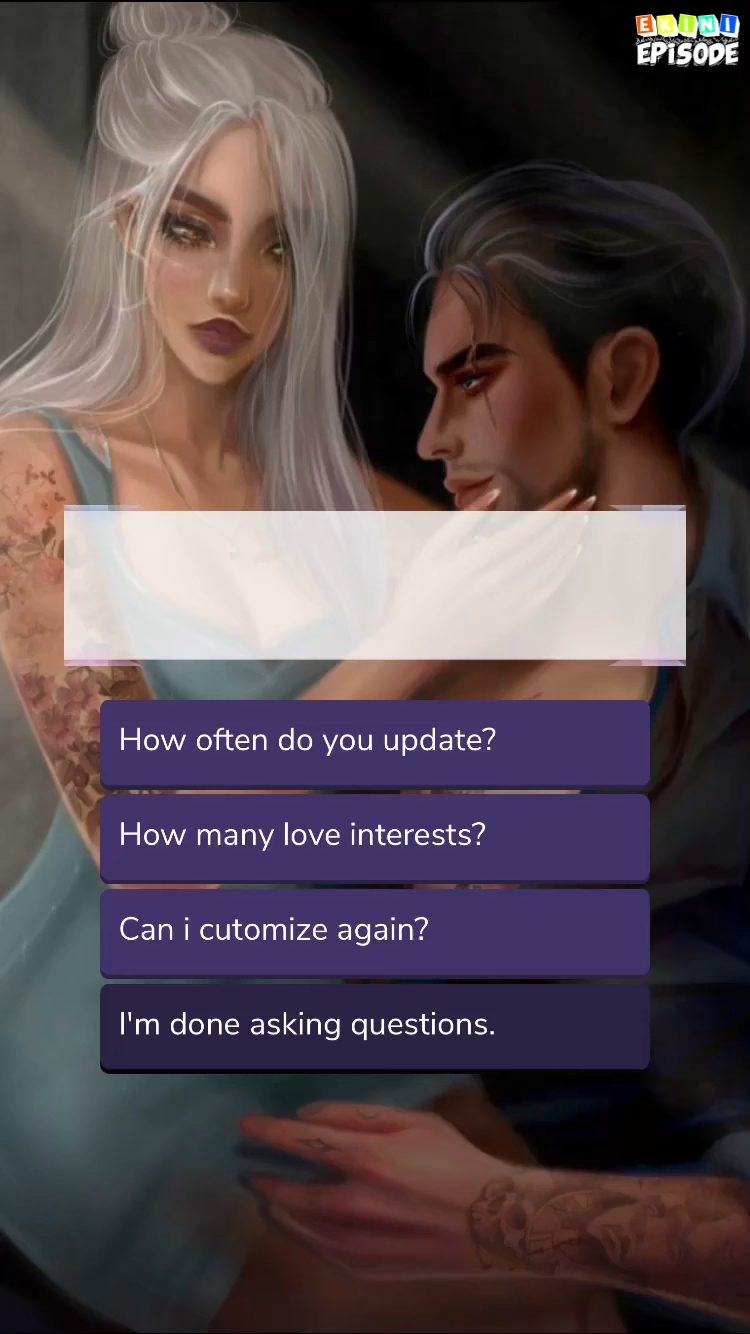 EKINI
EPISODE
How often do you update?
How many love interests?
Can i cutomize again?
I'm done asking questions.